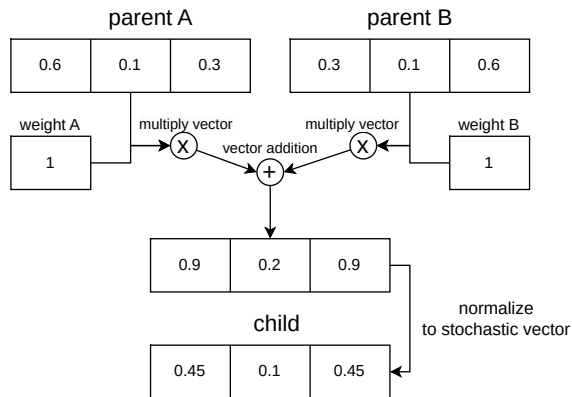 parent A
parent B
0.6 0.1 0.3
0.3 0.1 0.6
weight A
multiply vector
multiply vector
weight B
1
X
vector addition
X
1
+
0.9 0.2 0.9
child
normalize
to stochastic vector
0.45 0.1 0.45